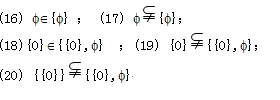 (16) ϕ∈{ϕ} ； (17) ϕ⫋{ϕ};
(18){0}∈{{0},ϕ} ；(19) {0}⫋{{0},ϕ};
(20) {{0}}⫋{{0},ϕ}